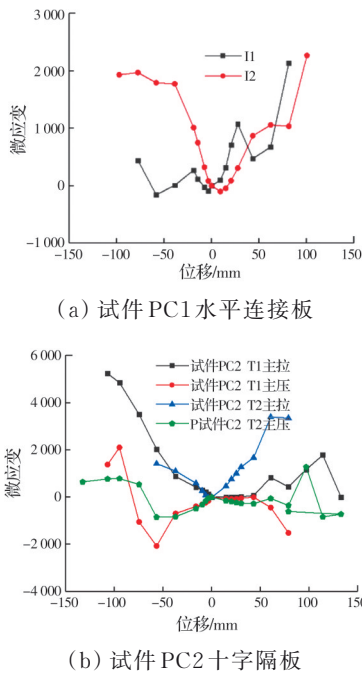 3 000
2 000
1 000
0
-1 000
微应变
I1
I2
-150 -100 -50 0 50 100 150
位移/mm
(a) 试件PC1水平连接板
6 000
4 000
2 000
0
-2 000
-4 000
微应变
试件PC2 T1主拉
试件PC2 T1主压
试件PC2 T2主拉
P试件C2 T2主压
-150 -100 -50 0 50 100 150
位移/mm
(b) 试件PC2十字隔板